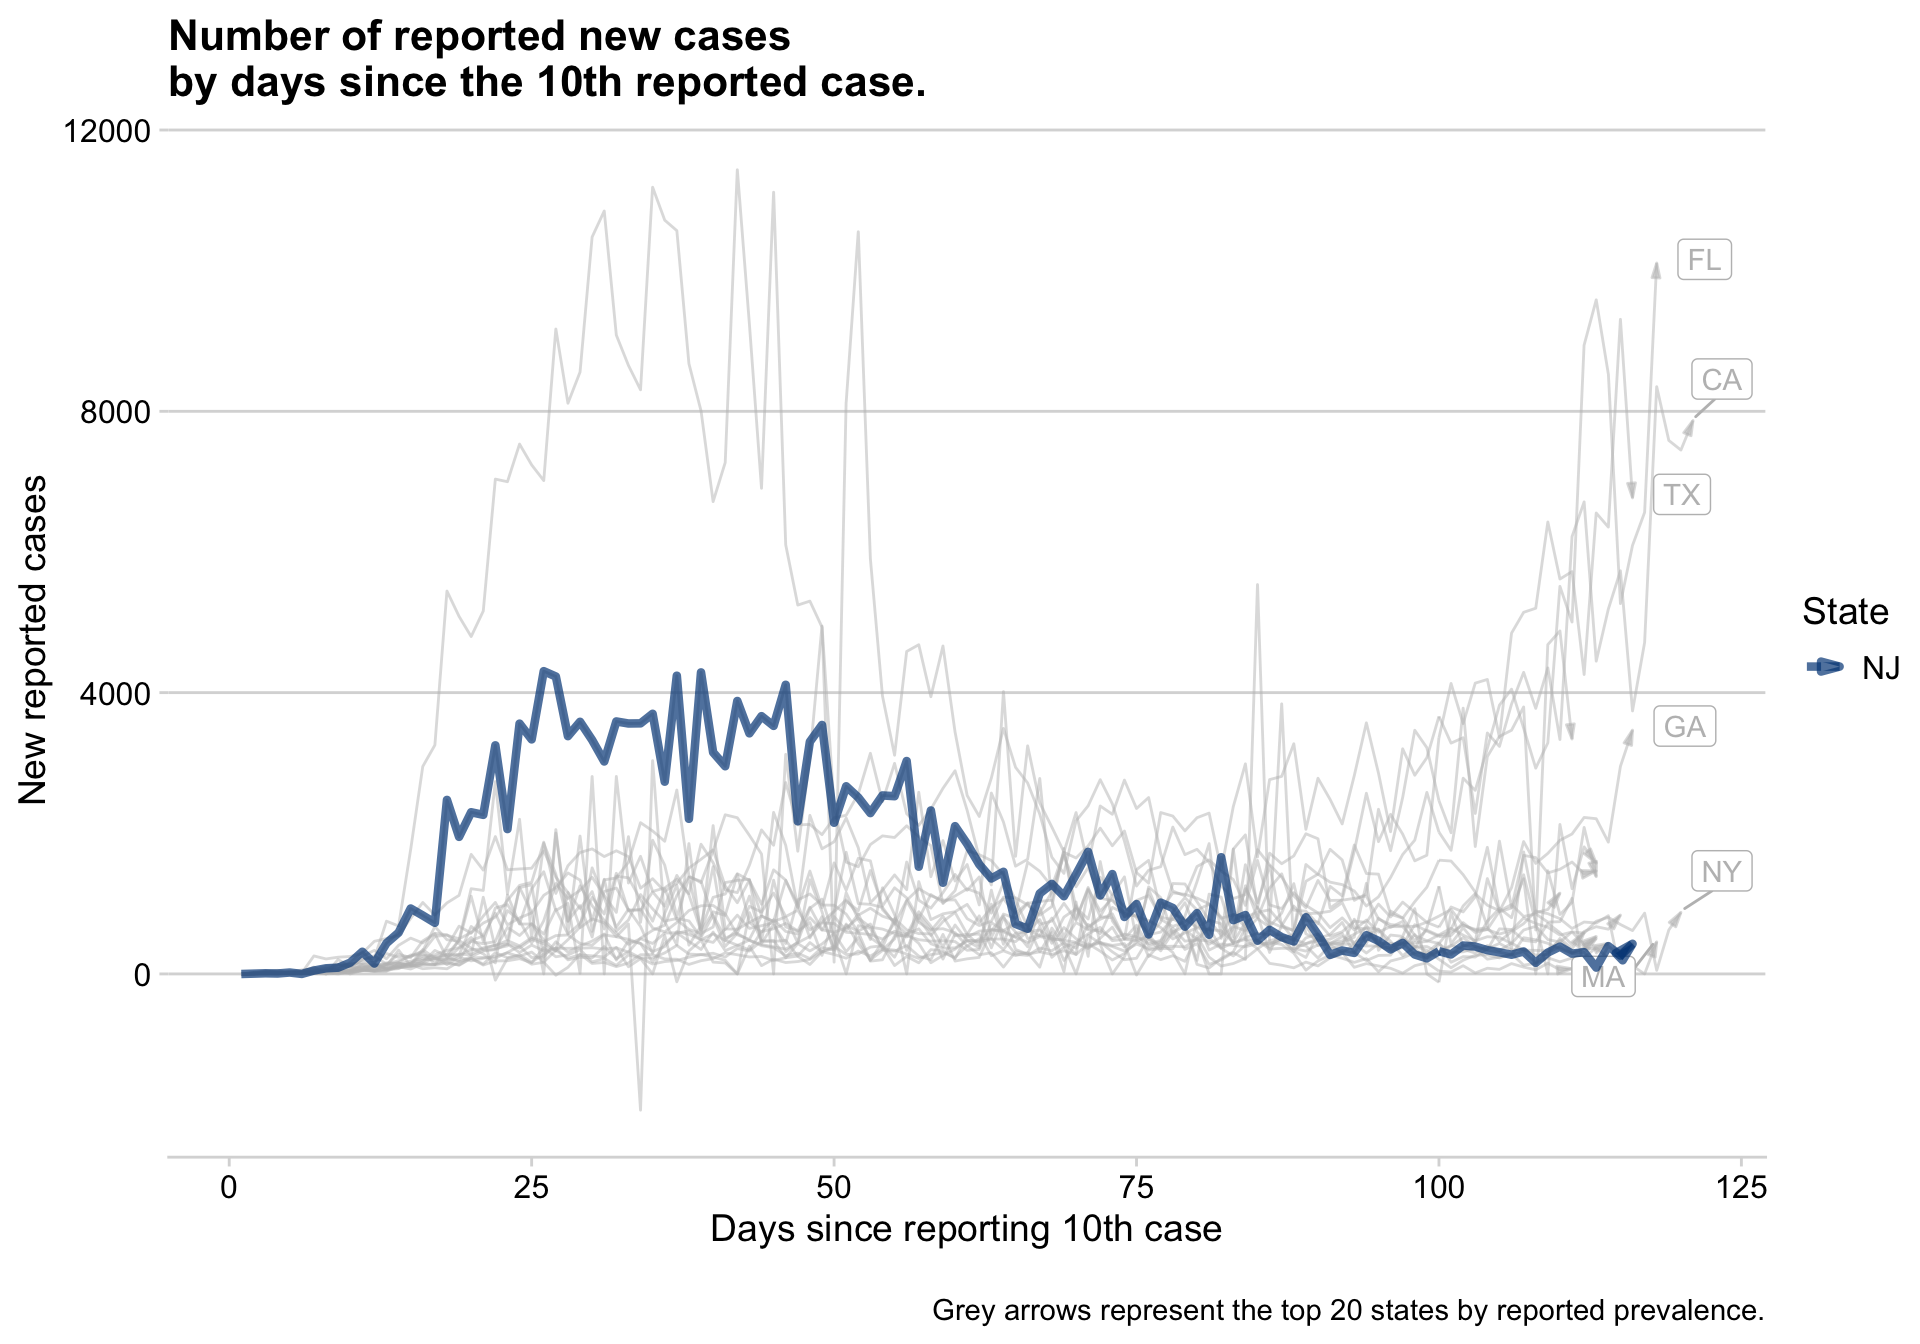 Number of reported new cases
by days since the 10th reported case.
12000
8000
4000
0
New reported cases
FL
CA
TX
GA
NY
MA
State
NJ
0 25 50 75 100 125
Days since reporting 10th case
Grey arrows represent the top 20 states by reported prevalence.